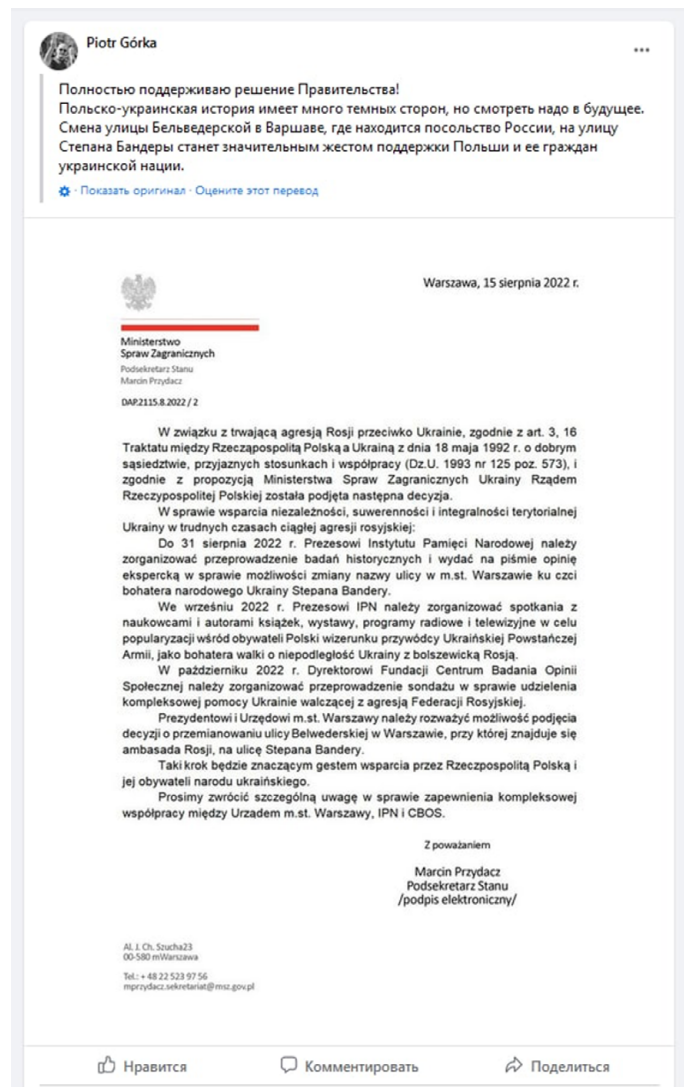 Piotr Górka
Полностью поддерживаю решение Правительства!
Польско-украинская история имеет много темных сторон, но смотреть надо в будущее.
Смена улицы Бельведерской в Варшаве, где находится посольство России, на улицу
Степана Бандеры станет значительным жестом поддержки Польши и ее граждан
украинской нации.
· Показать оригинал · Оцените этот перевод
Warszawa, 15 sierpnia 2022 r.
Ministerstwo
Spraw Zagranicznych
Podsekretarz Stanu
Marcin Przydacz
DAP.2115.8.2022 / 2
W związku z trwającą agresją Rosji przeciwko Ukrainie, zgodnie z art. 3, 16
Traktatu między Rzecząpospolitą Polską a Ukrainą z dnia 18 maja 1992 r. o dobrym
sąsiedztwie, przyjaznych stosunkach i współpracy (Dz.U. 1993 nr 125 poz. 573), i
zgodnie z propozycją Ministerstwa Spraw Zagranicznych Ukrainy Rządem
Rzeczypospolitej Polskiej została podjęta następna decyzja.
W sprawie wsparcia niezależności, suwerenności i integralności terytorialnej
Ukrainy w trudnych czasach ciągłej agresji rosyjskiej:
Do 31 sierpnia 2022 r. Prezesowi Instytutu Pamięci Narodowej należy
zorganizować przeprowadzenie badań historycznych i wydać na piśmie opinię
ekspercką w sprawie możliwości zmiany nazwy ulicy w m.st. Warszawie ku czci
bohatera narodowego Ukrainy Stepana Bandery.
We wrześniu 2022 r. Prezesowi IPN należy zorganizować spotkania z
naukowcami i autorami książek, wystawy, programy radiowe i telewizyjne w celu
popularyzacji wśród obywateli Polski wizerunku przywódcy Ukraińskiej Powstańczej
Armii, jako bohatera walki o niepodległość Ukrainy z bolszewicką Rosją.
W październiku 2022 r. Dyrektorowi Fundacji Centrum Badania Opinii
Społecznej należy zorganizować przeprowadzenie sondażu w sprawie udzielenia
kompleksowej pomocy Ukrainie walczącej z agresją Federacji Rosyjskiej.
Prezydentowi i Urzędowi m.st. Warszawy należy rozważyć możliwość podjęcia
decyzji o przemianowaniu ulicy Belwederskiej w Warszawie, przy której znajduje się
ambasada Rosji, na ulicę Stepana Bandery.
Taki krok będzie znaczącym gestem wsparcia przez Rzeczpospolitą Polską i
jej obywateli narodu ukraińskiego.
Prosimy zwrócić szczególną uwagę w sprawie zapewnienia kompleksowej
współpracy między Urządem m.st. Warszawy, IPN i CBOS.
Z poważaniem
Marcin Przydacz
Podsekretarz Stanu
/podpis elektroniczny/
Al. J. Ch. Szucha23
00-580 mWarszawa
Tel.: + 48 22 523 97 56
mprzydacz.sekretariat@msz.gov.pl
Нравится
Комментировать
Поделиться